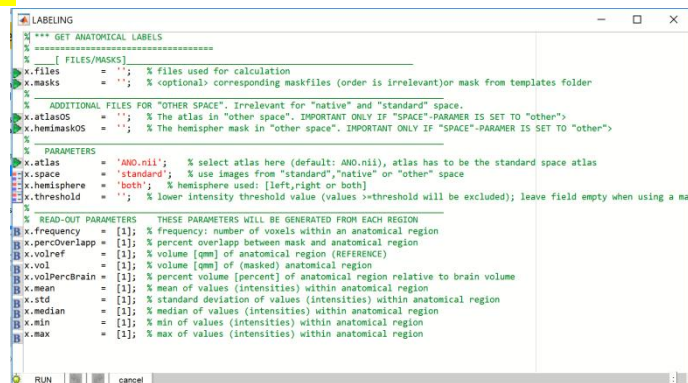 LABELING
% *** GET ANATOMICAL LABELS
% ===================================
% ____[ FILES/MASKS]____
x.files = ''; % files used for calculation
x.masks = ''; % <optional> corresponding maskfiles (order is irrelevant)or mask from templates folder
% ____
% ADDITIONAL FILES FOR "OTHER SPACE". Irrelevant for "native" and "standard" space.
x.atlasOS = ''; % The atlas in "other space". IMPORTANT ONLY IF "SPACE"-PARAMER IS SET TO "other">
x.hemimaskOS = ''; % The hemispher mask in "other space". IMPORTANT ONLY IF "SPACE"-PARAMER IS SET TO "other">
% ____
% PARAMETERS
x.atlas = 'ANO.nii'; % select atlas here (default: ANO.nii), atlas has to be the standard space atlas
x.space = 'standard'; % use images from "standard","native" or "other" space
x.hemisphere = 'both'; % hemisphere used: [left,right or both]
x.threshold = ''; % lower intensity threshold value (values >=threshold will be excluded); leave field empty when using a ma
% ____
% READ-OUT PARAMETERS THESE PARAMETERS WILL BE GENERATED FROM EACH REGION
B x.frequency = [1]; % frequency: number of voxels within an anatomical region
B x.percOverlapp = [1]; % percent overlapp between mask and anatomical region
B x.volref = [1]; % volume [qmm] of anatomical region (REFERENCE)
B x.vol = [1]; % volume [qmm] of (masked) anatomical region
B x.volPercBrain = [1]; % percent volume [percent] of anatomical region relative to brain volume
B x.mean = [1]; % mean of values (intensities) within anatomical region
B x.std = [1]; % standard deviation of values (intensities) within anatomical region
B x.median = [1]; % median of values (intensities) within anatomical region
B x.min = [1]; % min of values (intensities) within anatomical region
B x.max = [1]; % max of values (intensities) within anatomical region
RUN cancel